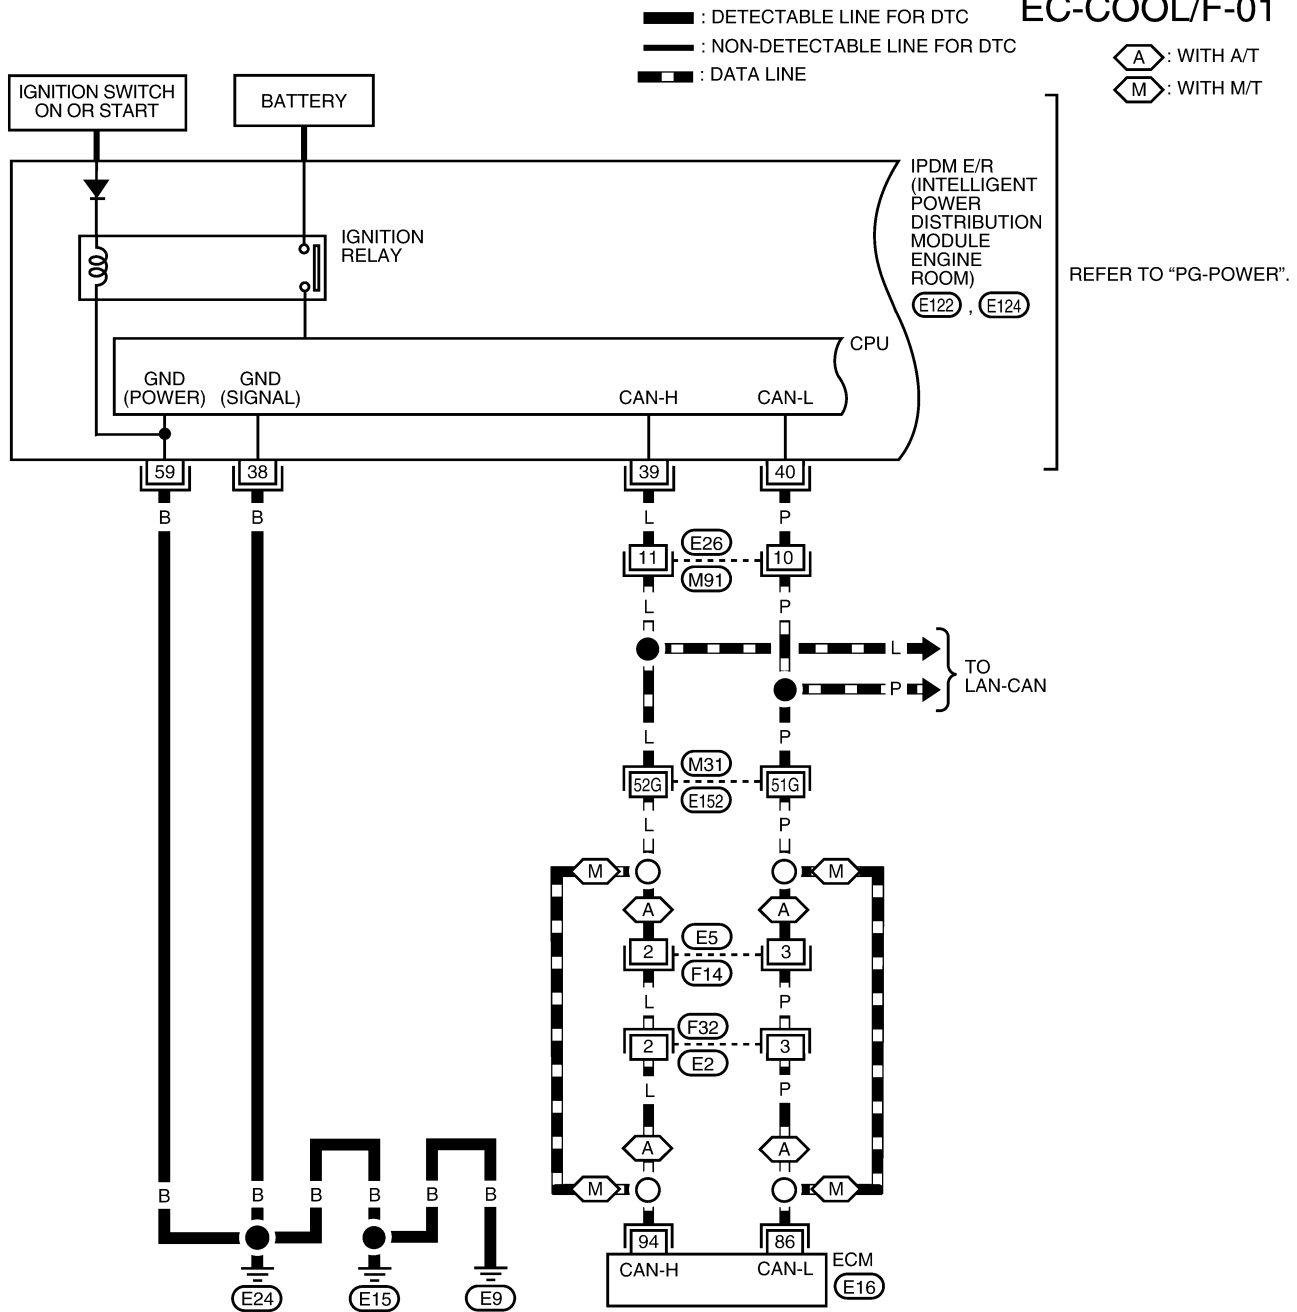 EC-COOL/F-01
: DETECTABLE LINE FOR DTC
: NON-DETECTABLE LINE FOR DTC
: DATA LINE
A : WITH A/T
M : WITH M/T
IGNITION SWITCH
ON OR START
BATTERY
IGNITION
RELAY
IPDM E/R
(INTELLIGENT
POWER
DISTRIBUTION
MODULE
ENGINE
ROOM)
E122 , E124
REFER TO “PG-POWER”.
CPU
GND
(POWER)
GND
(SIGNAL)
CAN-H
CAN-L
59
38
39
40
B
B
L
P
11
E26
M91
10
L
P
L
P
TO
LAN-CAN
L
P
52G
M31
E152
51G
L
P
M
M
A
A
2
E5
F14
3
L
P
2
F32
E2
3
L
P
A
A
M
M
B
B
B
B
B
B
94
86
CAN-H
CAN-L
ECM
E16
E24
E15
E9